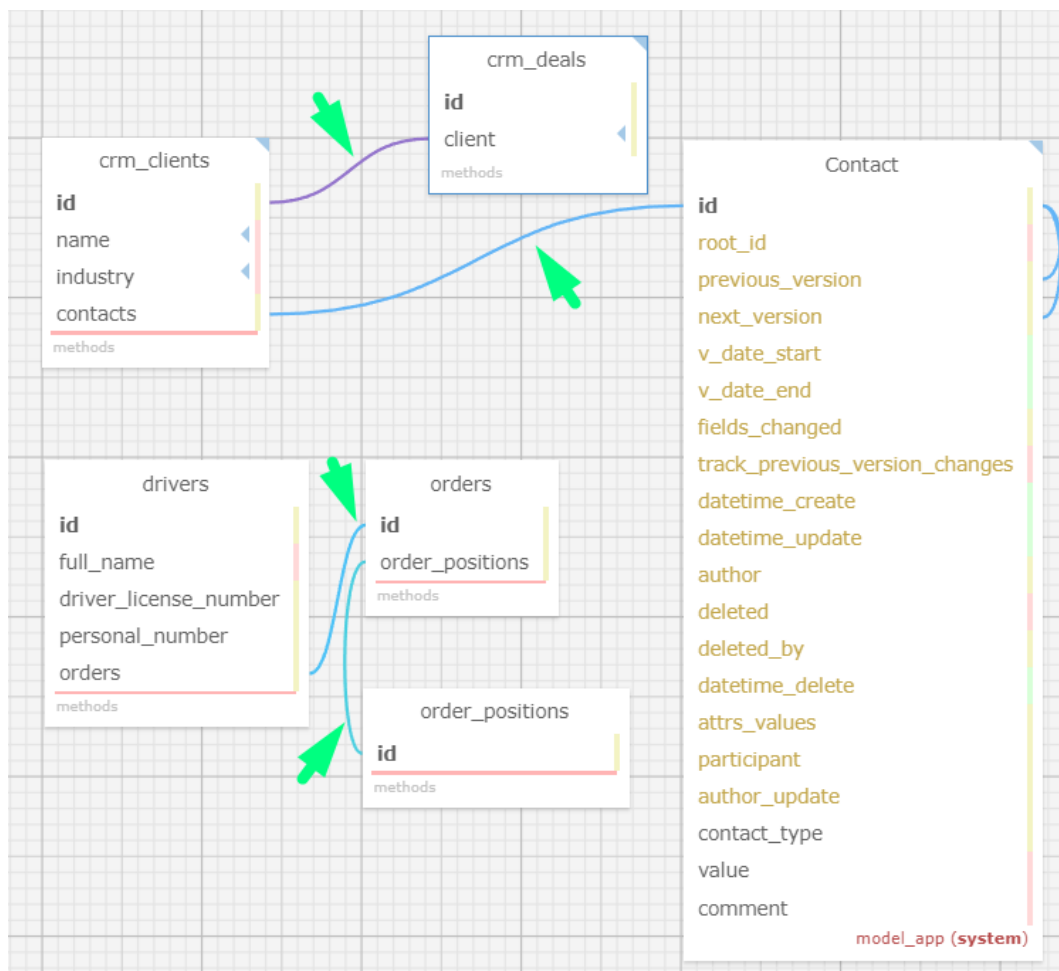 crm_deals
id
client
methods
crm_clients
id
name
industry
contacts
methods
Contact
id
root_id
previous_version
next_version
v_date_start
v_date_end
fields_changed
track_previous_version_changes
datetime_create
datetime_update
author
deleted
deleted_by
datetime_delete
attrs_values
participant
author_update
contact_type
value
comment
model_app (system)
drivers
id
full_name
driver_license_number
personal_number
orders
methods
orders
id
order_positions
methods
order_positions
id
methods